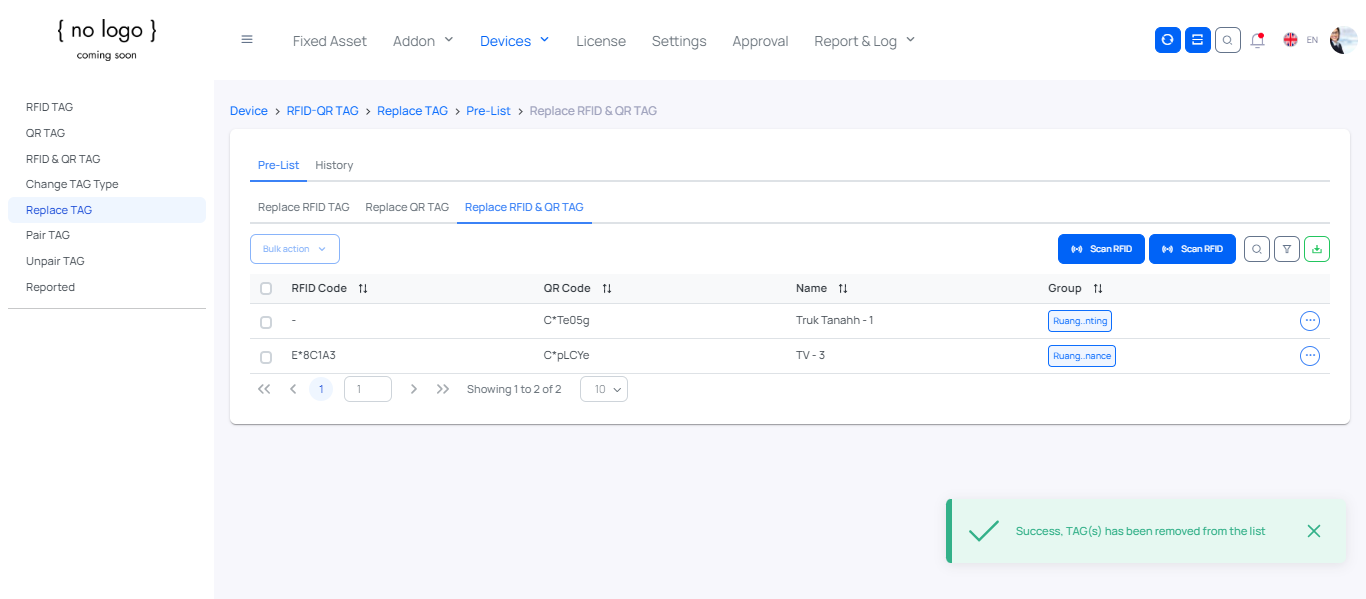 { no logo }
coming soon
Fixed Asset Addon Devices License Settings Approval Report & Log EN
RFID TAG
QR TAG
RFID & QR TAG
Change TAG Type
Replace TAG
Pair TAG
Unpair TAG
Reported
Device > RFID-QR TAG > Replace TAG > Pre-List > Replace RFID & QR TAG
Pre-List History
Replace RFID TAG Replace QR TAG Replace RFID & QR TAG
Bulk action Scan RFID Scan RFID
RFID Code QR Code Name Group
- C*Te05g Truk Tanahh - 1 Ruang..nting
E*8C1A3 C*pLCYe TV - 3 Ruang..nance
1 1 Showing 1 to 2 of 2 10
Success, TAG(s) has been removed from the list